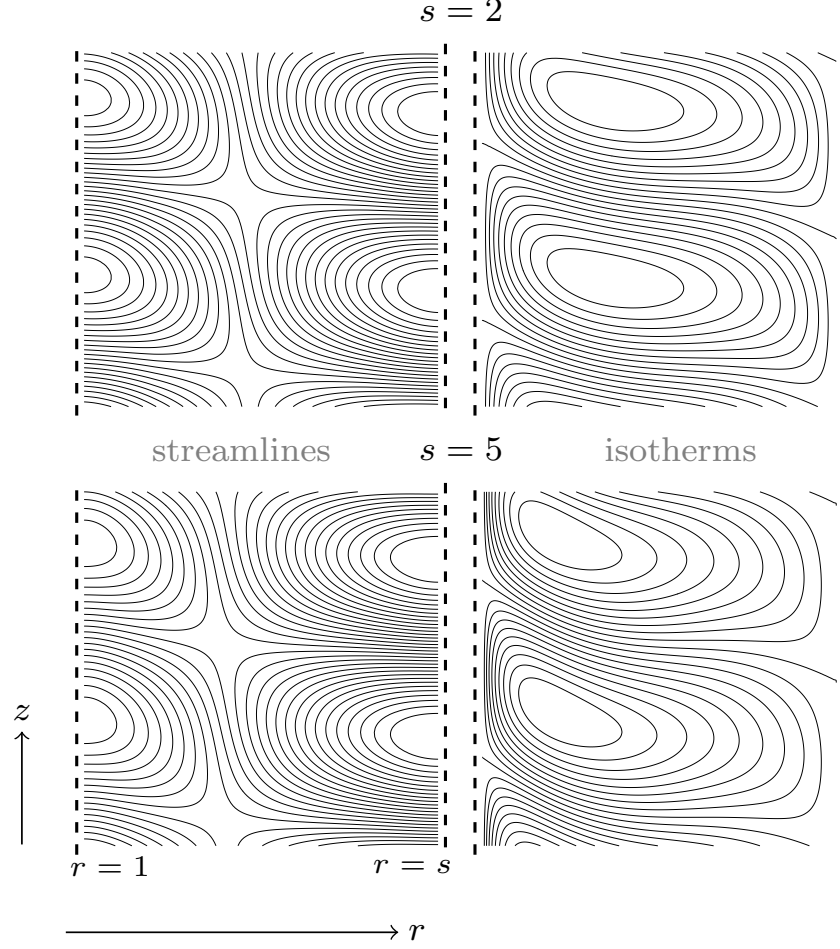 s = 2
streamlines
s = 5
isotherms
z
r = 1
r = s
r